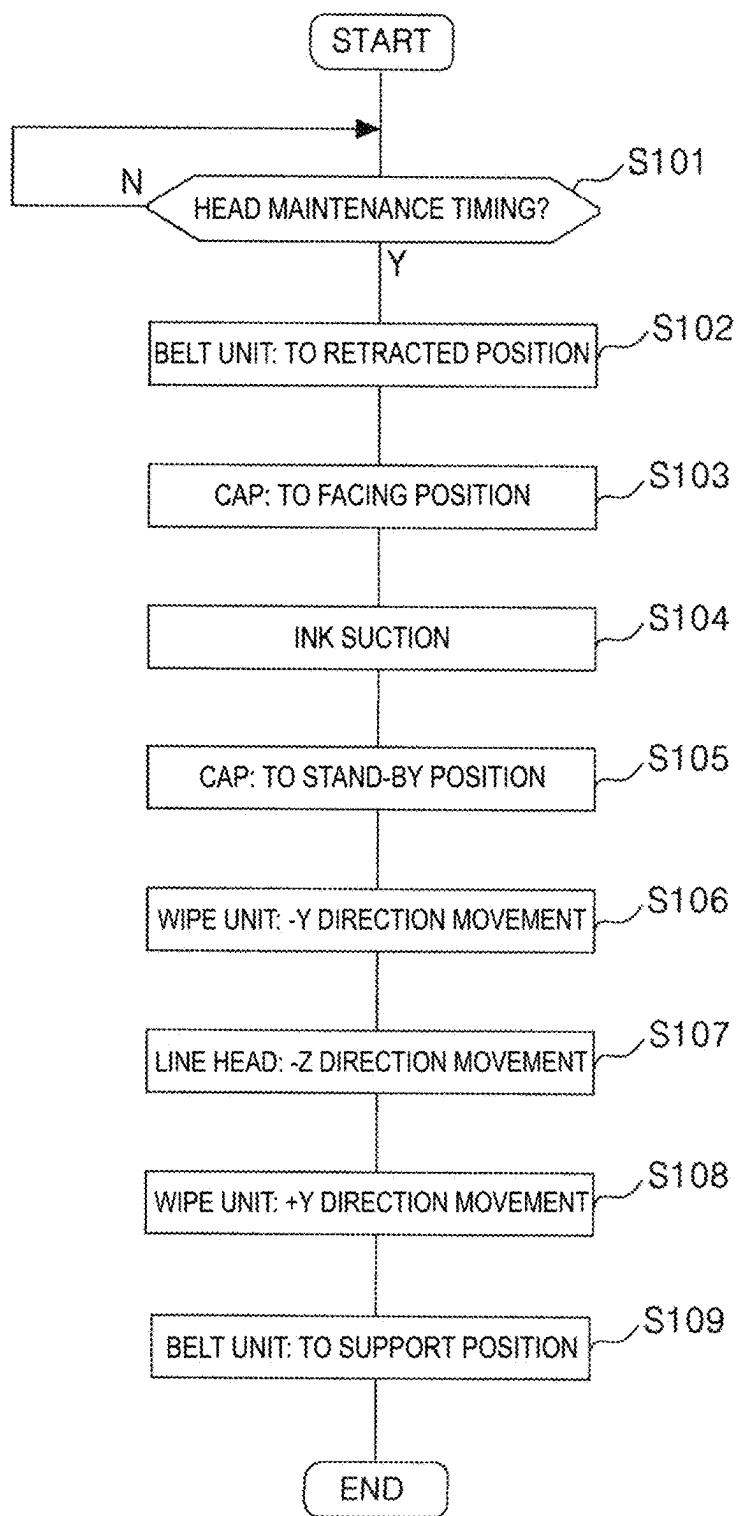 START
S101
N
HEAD MAINTENANCE TIMING?
Y
S102
BELT UNIT: TO RETRACTED POSITION
S103
CAP: TO FACING POSITION
S104
INK SUCTION
S105
CAP: TO STAND-BY POSITION
S106
WIPE UNIT: -Y DIRECTION MOVEMENT
S107
LINE HEAD: -Z DIRECTION MOVEMENT
S108
WIPE UNIT: +Y DIRECTION MOVEMENT
S109
BELT UNIT: TO SUPPORT POSITION
END